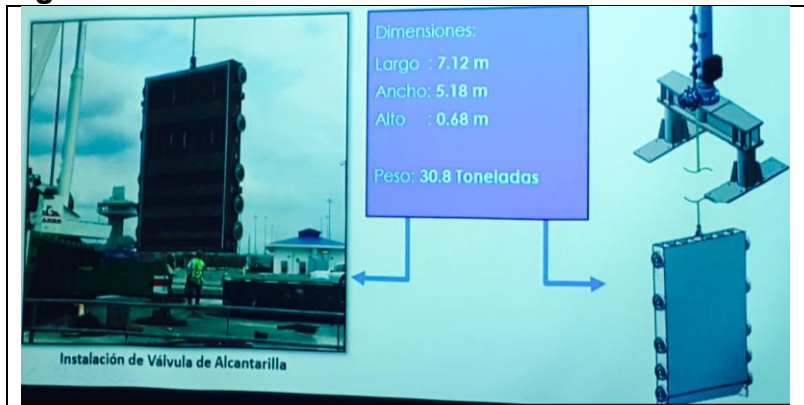 Dimensiones:
Largo : 7.12 m
Ancho: 5.18 m
Alto : 0.68 m
Peso: 30.8 Toneladas
Instalación de Válvula de Alcantarilla